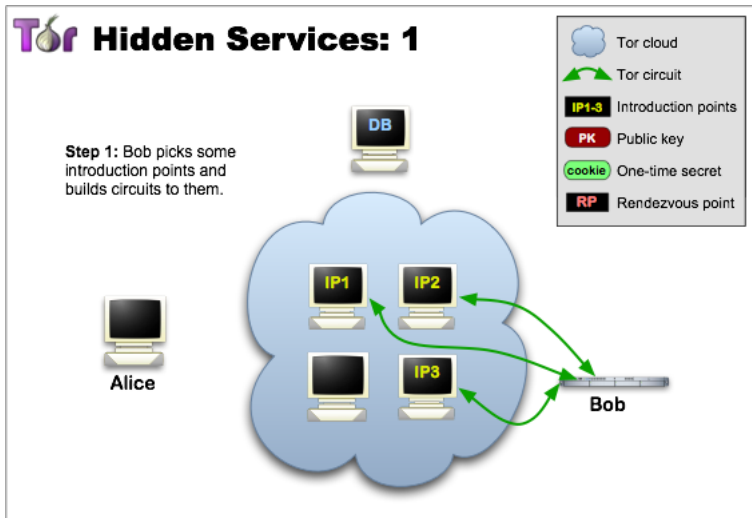 Tor Hidden Services: 1
Tor cloud
Tor circuit
IP1-3 Introduction points
PK Public key
cookie One-time secret
RP Rendezvous point
DB
Step 1: Bob picks some
introduction points and
builds circuits to them.
IP1 IP2
IP3
Alice
Bob